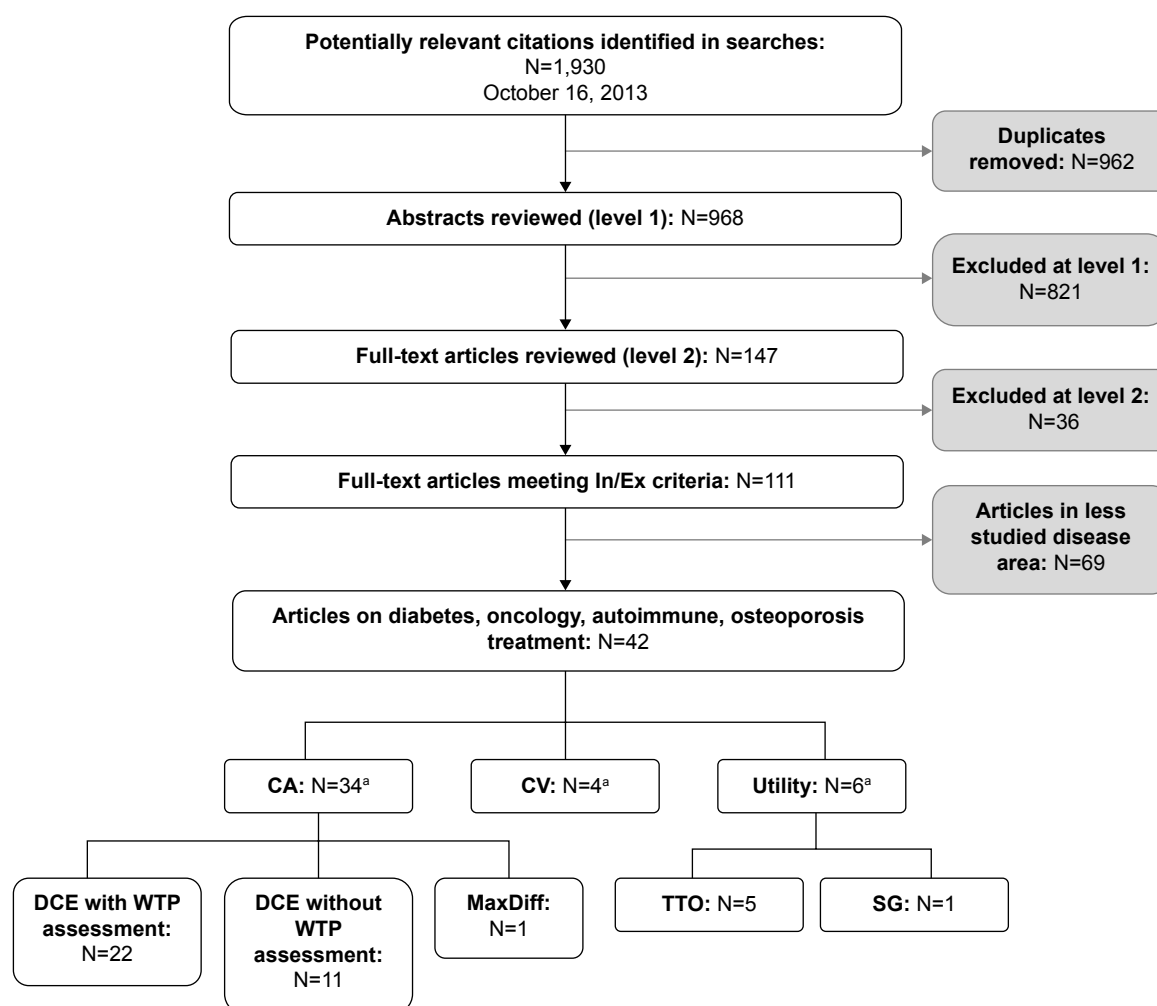 Potentially relevant citations identified in searches:
N=1,930
October 16, 2013
Duplicates
removed: N=962
Abstracts reviewed (level 1): N=968
Excluded at level 1:
N=821
Full-text articles reviewed (level 2): N=147
Excluded at level 2:
N=36
Full-text articles meeting In/Ex criteria: N=111
Articles in less
studied disease
area: N=69
Articles on diabetes, oncology, autoimmune, osteoporosis
treatment: N=42
CA: N=34ª
CV: N=4ª
Utility: N=6ª
DCE with WTP
assessment:
N=22
DCE without
WTP
assessment:
N=11
MaxDiff:
N=1
TTO: N=5
SG: N=1